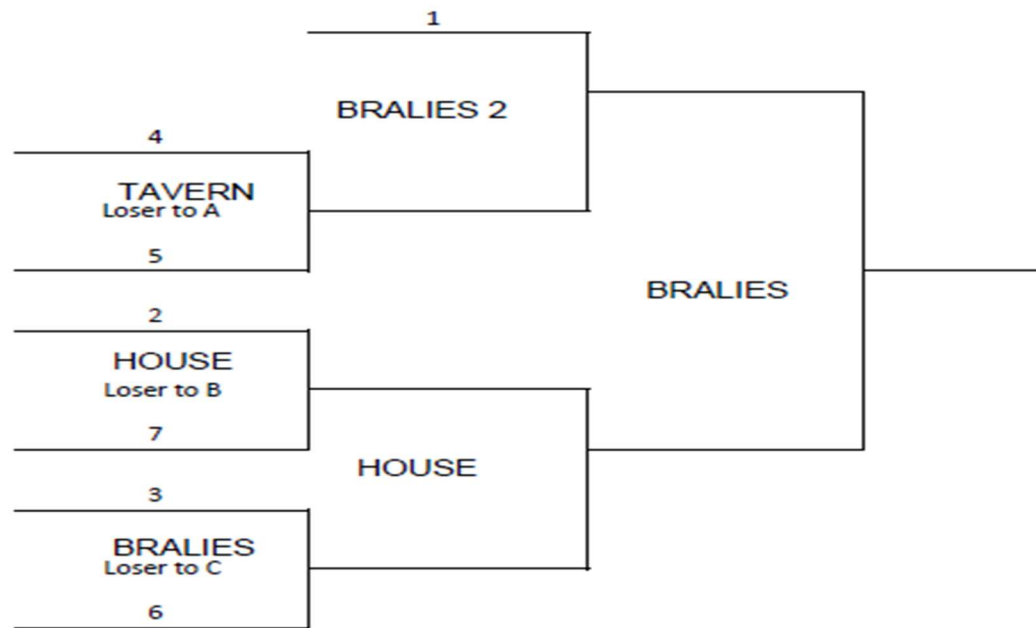 1
BRALIES 2
4
TAVERN
Loser to A
5
BRALIES
2
HOUSE
Loser to B
7
HOUSE
3
BRALIES
Loser to C
6